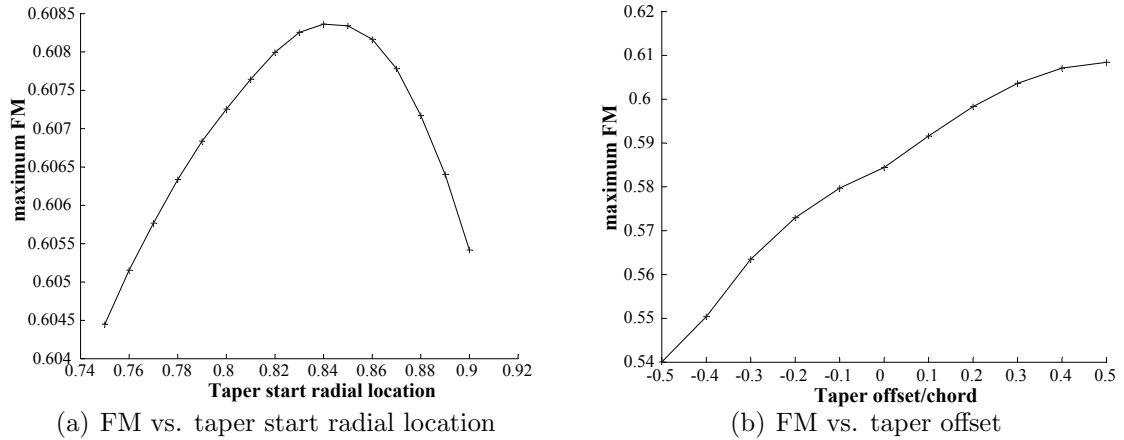 0.6085
0.608
0.6075
0.607
0.6065
0.606
0.6055
0.605
0.6045
0.604
maximum FM
0.74 0.76 0.78 0.8 0.82 0.84 0.86 0.88 0.9 0.92
Taper start radial location
(a) FM vs. taper start radial location
0.62
0.61
0.6
0.59
0.58
0.57
0.56
0.55
0.54
maximum FM
-0.5 -0.4 -0.3 -0.2 -0.1 0 0.1 0.2 0.3 0.4 0.5
Taper offset/chord
(b) FM vs. taper offset